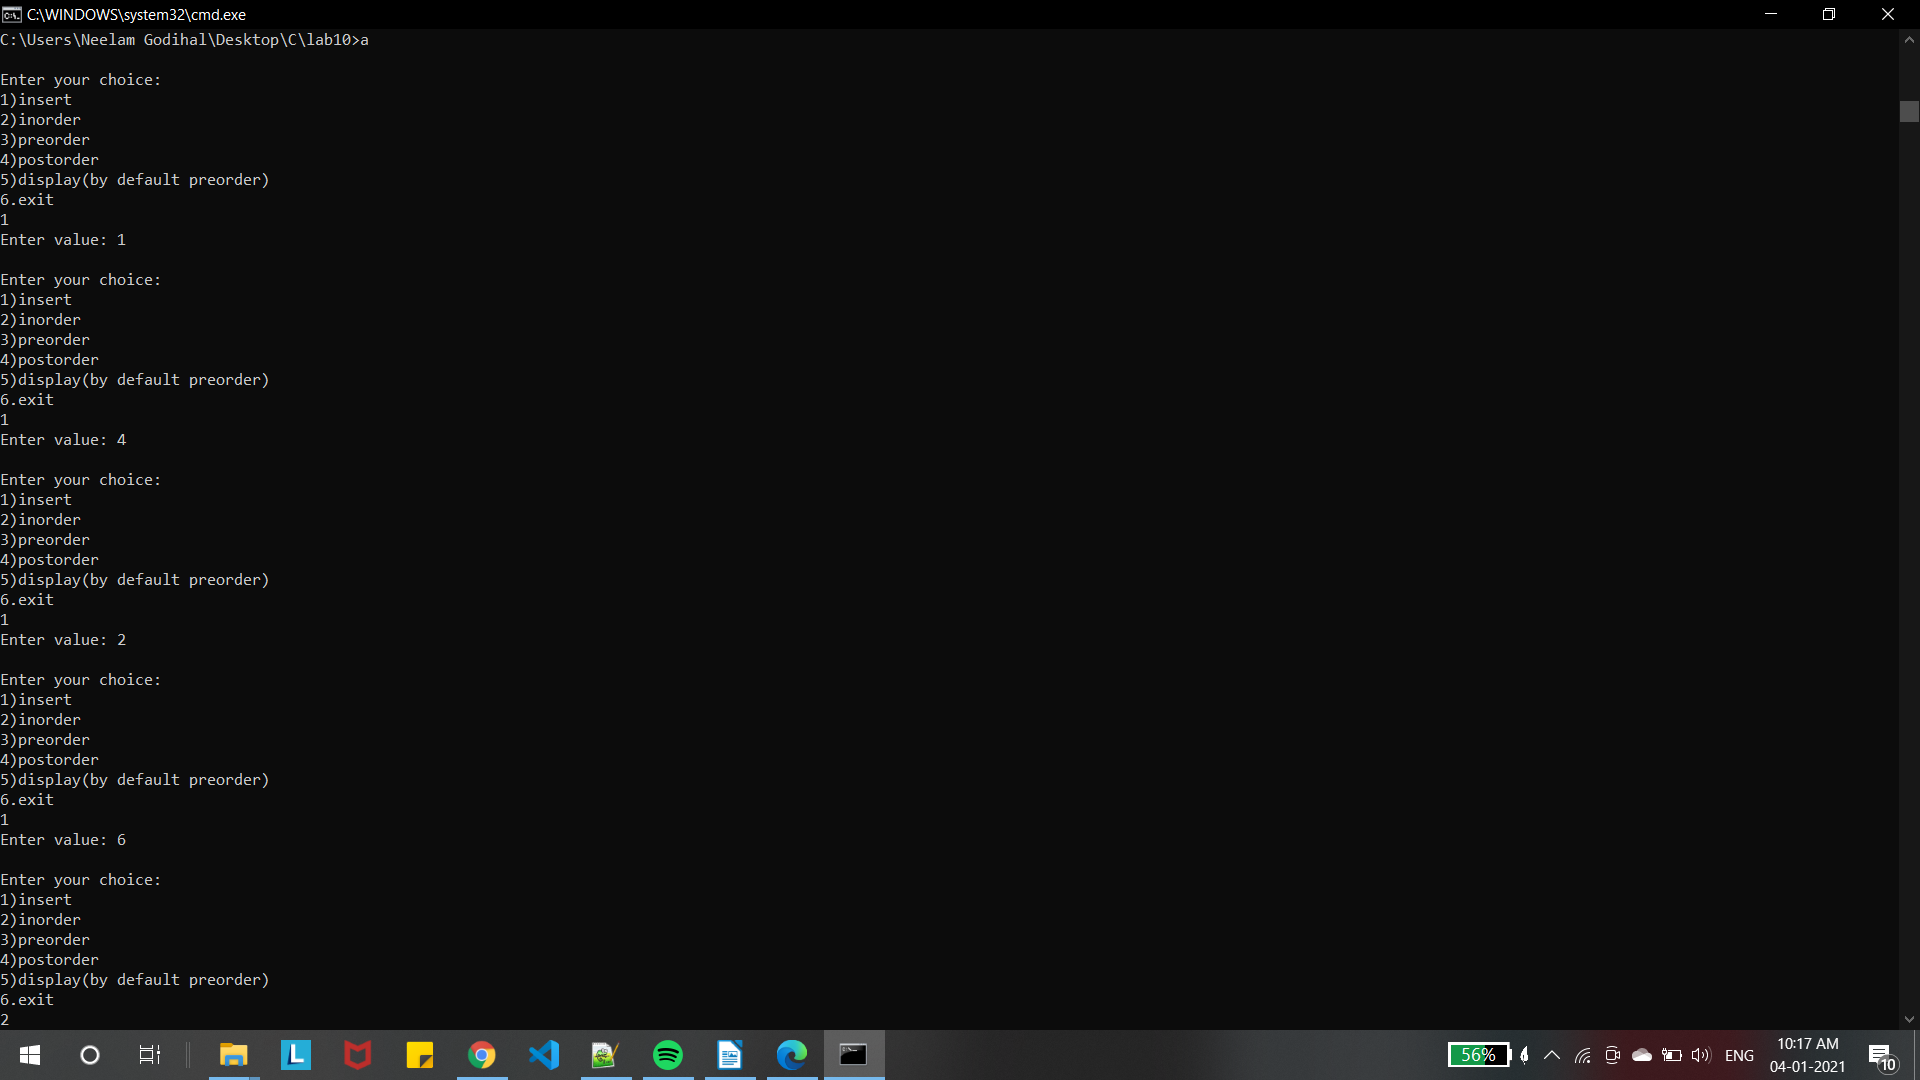 C:\WINDOWS\system32\cmd.exe
C:\Users\Neelam Godihal\Desktop\C\lab10>a
Enter your choice:
1)insert
2)inorder
3)preorder
4)postorder
5)display(by default preorder)
6.exit
1
Enter value: 1
Enter your choice:
1)insert
2)inorder
3)preorder
4)postorder
5)display(by default preorder)
6.exit
1
Enter value: 4
Enter your choice:
1)insert
2)inorder
3)preorder
4)postorder
5)display(by default preorder)
6.exit
1
Enter value: 2
Enter your choice:
1)insert
2)inorder
3)preorder
4)postorder
5)display(by default preorder)
6.exit
1
Enter value: 6
Enter your choice:
1)insert
2)inorder
3)preorder
4)postorder
5)display(by default preorder)
6.exit
2
L
56%
ENG
10:17 AM
04-01-2021
10